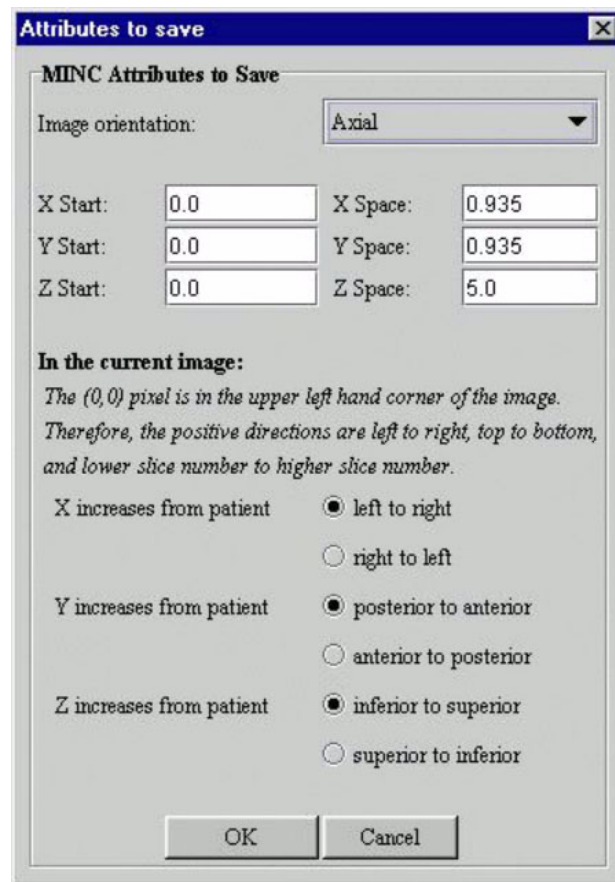 Attributes to save
MINC Attributes to Save
Image orientation: Axial
X Start: 0.0 X Space: 0.935
Y Start: 0.0 Y Space: 0.935
Z Start: 0.0 Z Space: 5.0
In the current image:
The (0,0) pixel is in the upper left hand corner of the image.
Therefore, the positive directions are left to right, top to bottom,
and lower slice number to higher slice number.
X increases from patient left to right
right to left
Y increases from patient posterior to anterior
anterior to posterior
Z increases from patient inferior to superior
superior to inferior
OK Cancel